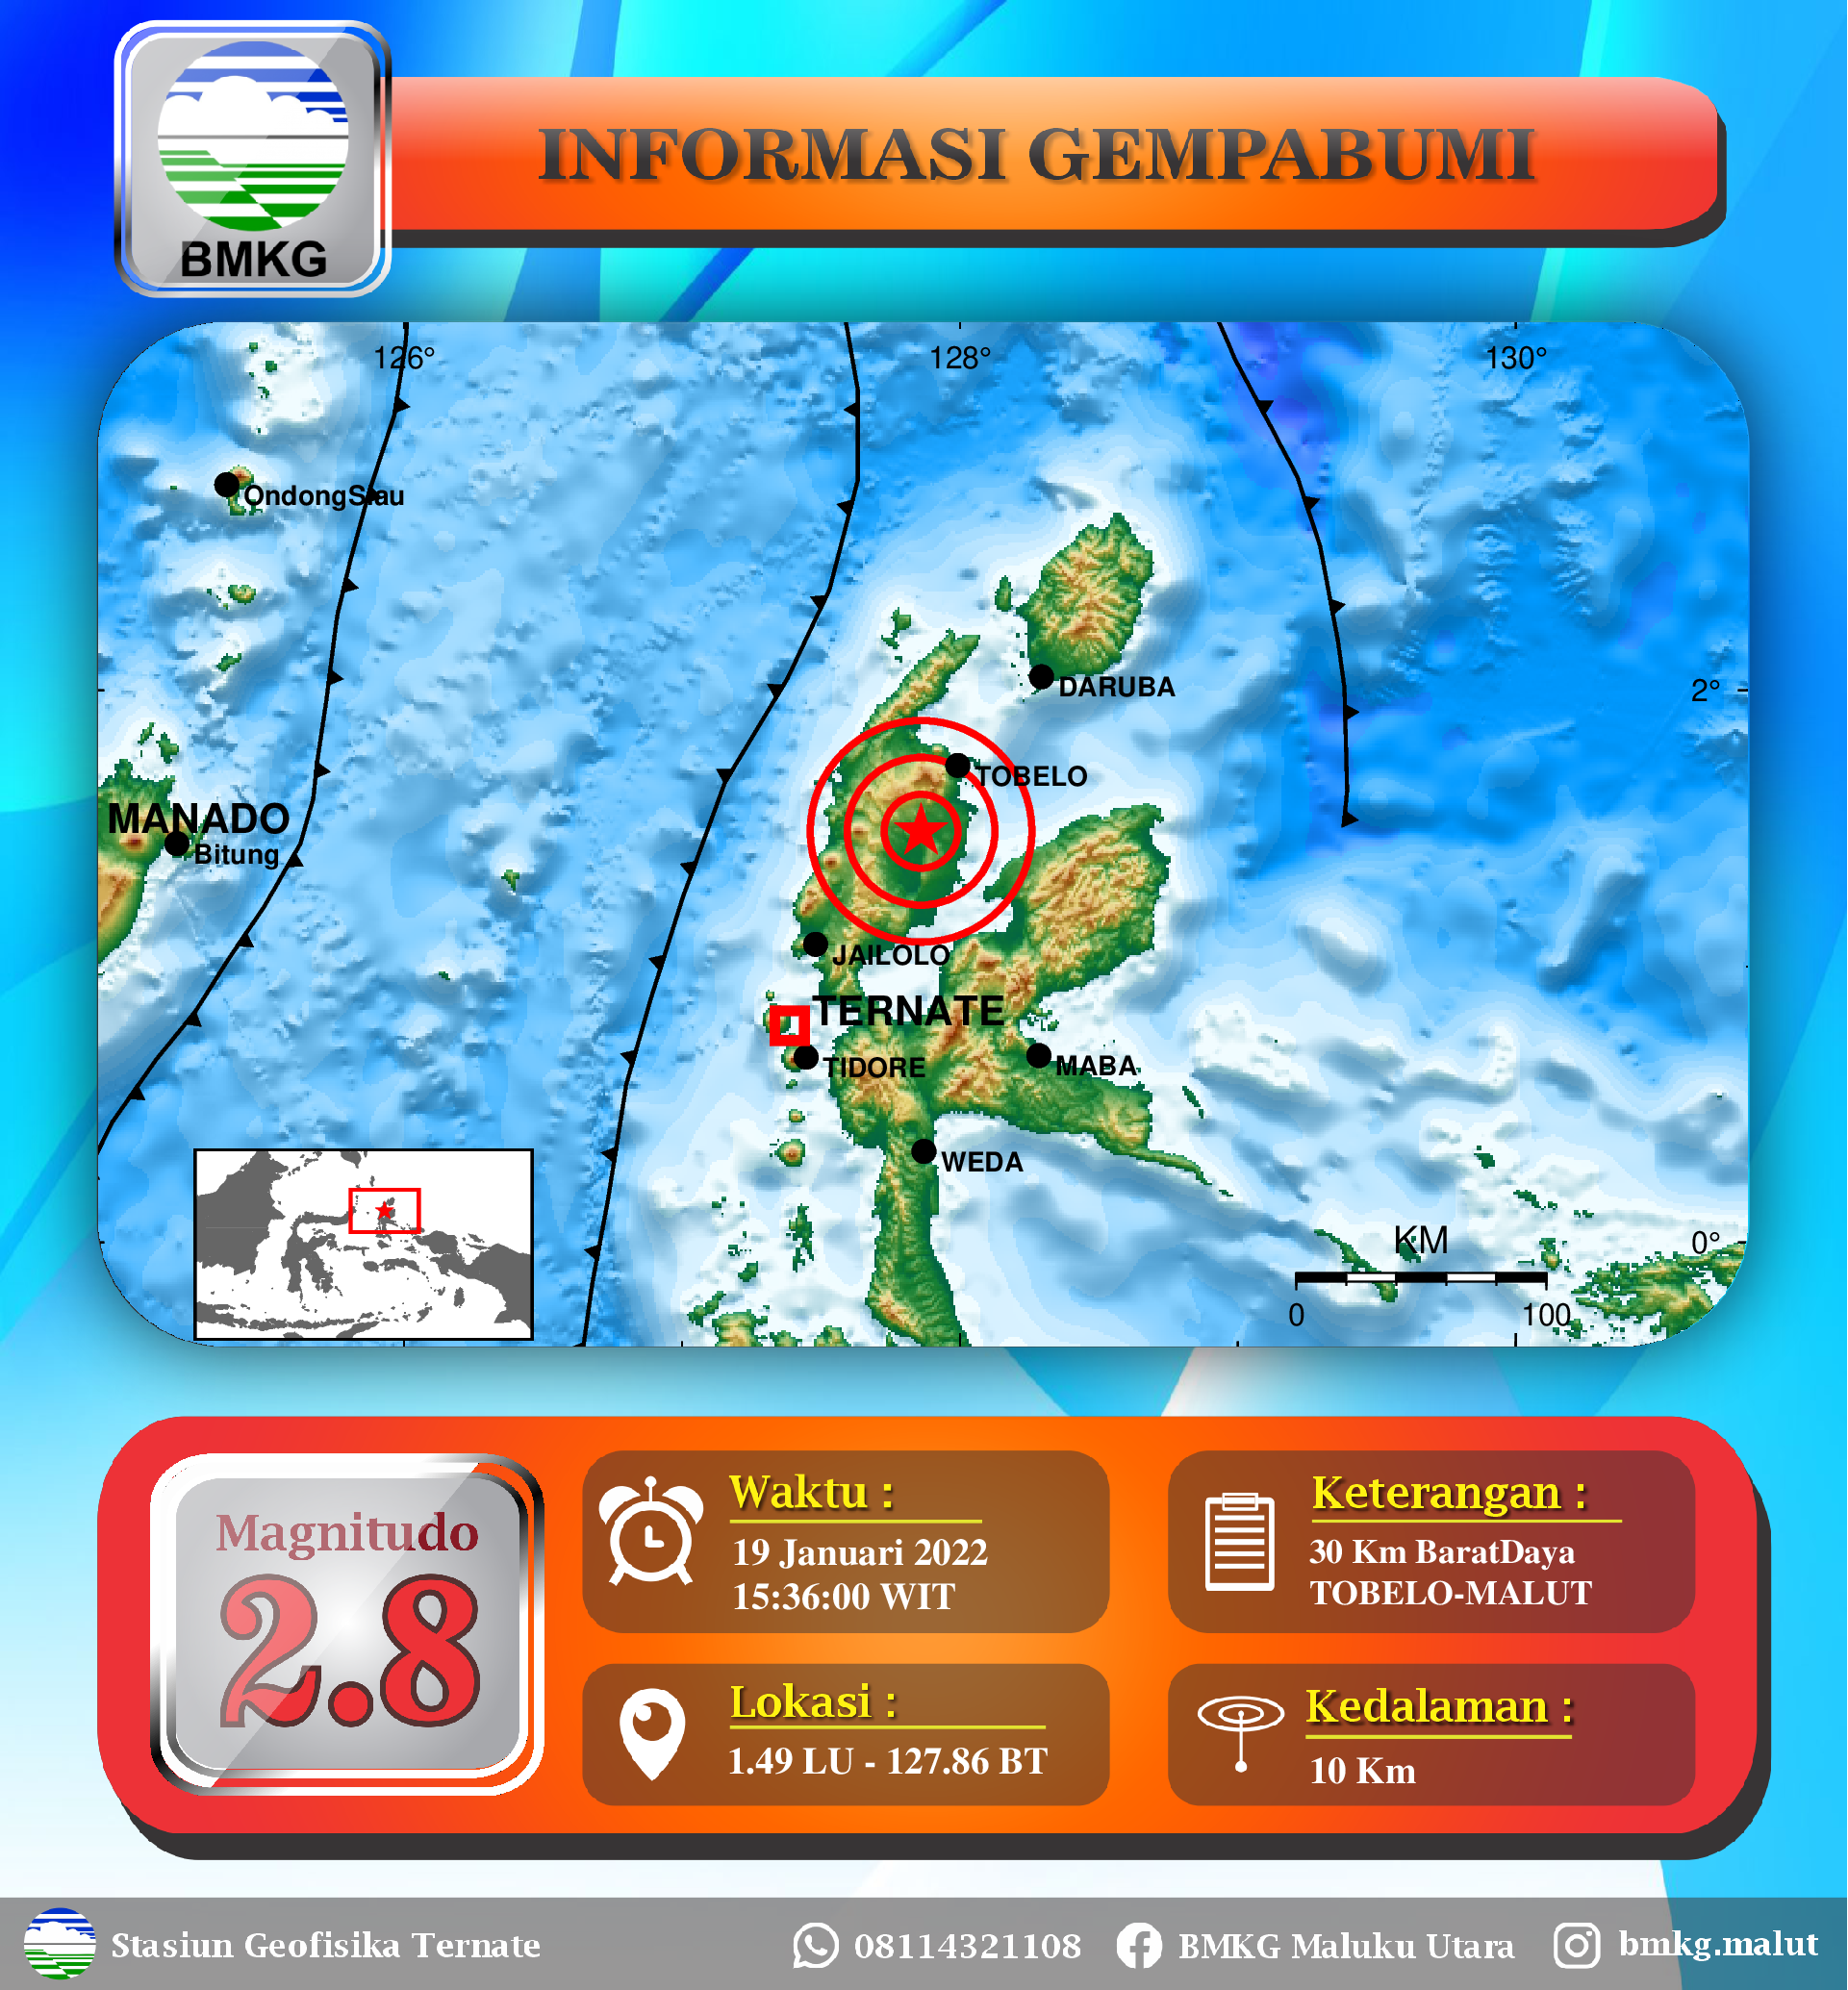 BMKG
INFORMASI GEMPABUMI
126°
128°
130°
OndongSiau
DARUBA
2°
TOBELO
MANADO
Bitung
JAILOLO
TERNATE
TIDORE
MABA
WEDA
KM
0°
0
100
Magnitudo
2.8
Waktu :
19 Januari 2022
15:36:00 WIT
Keterangan :
30 Km BaratDaya
TOBELO-MALUT
Lokasi :
1.49 LU - 127.86 BT
Kedalaman :
10 Km
Stasiun Geofisika Ternate
08114321108
BMKG Maluku Utara
bmkg.malut